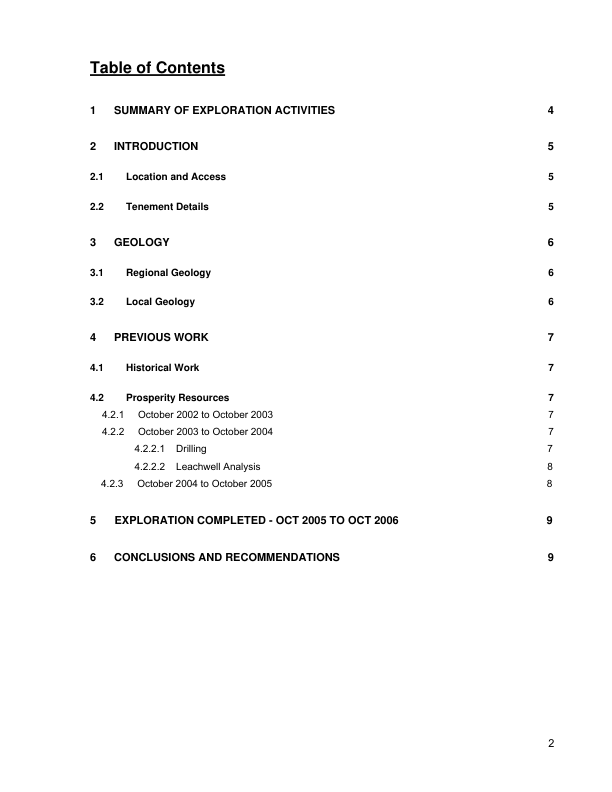 Table of Contents
1 SUMMARY OF EXPLORATION ACTIVITIES 4
2 INTRODUCTION 5
2.1 Location and Access 5
2.2 Tenement Details 5
3 GEOLOGY 6
3.1 Regional Geology 6
3.2 Local Geology 6
4 PREVIOUS WORK 7
4.1 Historical Work 7
4.2 Prosperity Resources 7
4.2.1 October 2002 to October 2003 7
4.2.2 October 2003 to October 2004 7
4.2.2.1 Drilling 7
4.2.2.2 Leachwell Analysis 8
4.2.3 October 2004 to October 2005 8
5 EXPLORATION COMPLETED - OCT 2005 TO OCT 2006 9
6 CONCLUSIONS AND RECOMMENDATIONS 9
2